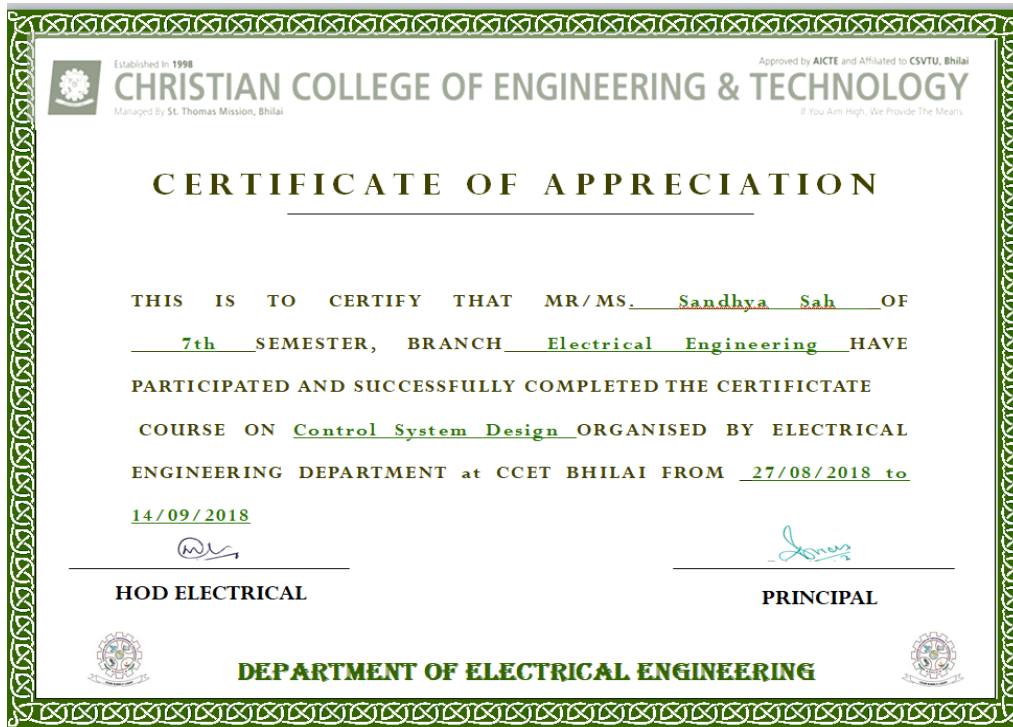 Established In 1998
Approved by AICTE and Affiliated to CSVTU, Bhilai
CHRISTIAN COLLEGE OF ENGINEERING & TECHNOLOGY
Managed By St. Thomas Mission, Bhilai
If You Aim High, We Provide The Means
CERTIFICATE OF APPRECIATION
THIS IS TO CERTIFY THAT MR/MS. Sandhya Sah OF
7th SEMESTER, BRANCH Electrical Engineering HAVE
PARTICIPATED AND SUCCESSFULLY COMPLETED THE CERTIFICTATE
COURSE ON Control System Design ORGANISED BY ELECTRICAL
ENGINEERING DEPARTMENT at CCET BHILAI FROM 27/08/2018 to
14/09/2018
HOD ELECTRICAL
PRINCIPAL
DEPARTMENT OF ELECTRICAL ENGINEERING